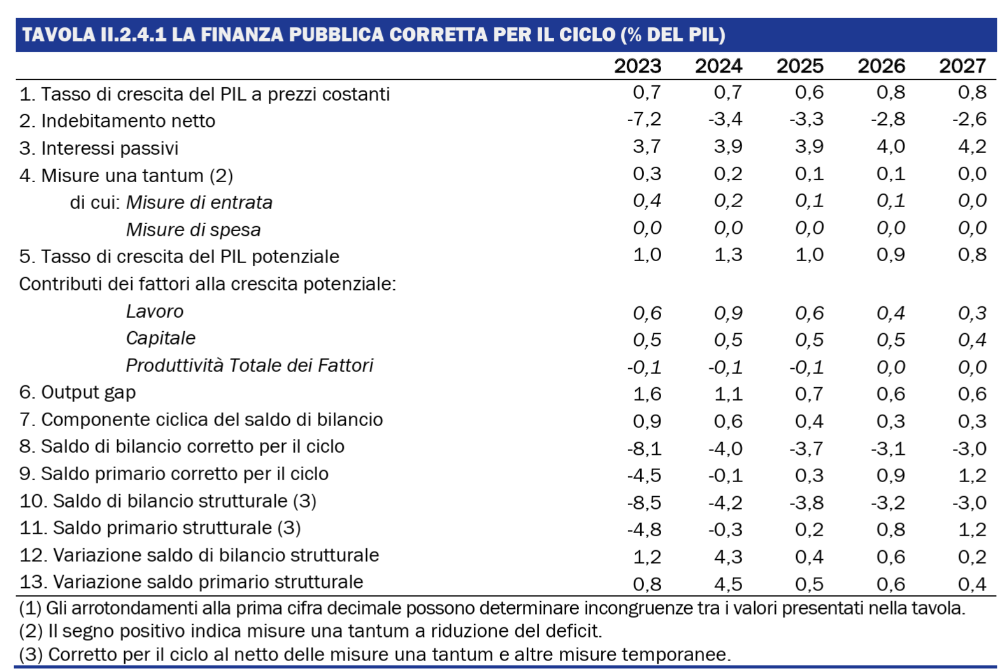 TAVOLA II.2.4.1 LA FINANZA PUBBLICA CORRETTA PER IL CICLO (% DEL PIL)
2023 2024 2025 2026 2027
1. Tasso di crescita del PIL a prezzi costanti 0,7 0,7 0,6 0,8 0,8
2. Indebitamento netto -7,2 -3,4 -3,3 -2,8 -2,6
3. Interessi passivi 3,7 3,9 3,9 4,0 4,2
4. Misure una tantum (2) 0,3 0,2 0,1 0,1 0,0
di cui: Misure di entrata 0,4 0,2 0,1 0,1 0,0
Misure di spesa 0,0 0,0 0,0 0,0 0,0
5. Tasso di crescita del PIL potenziale 1,0 1,3 1,0 0,9 0,8
Contributi dei fattori alla crescita potenziale:
Lavoro 0,6 0,9 0,6 0,4 0,3
Capitale 0,5 0,5 0,5 0,5 0,4
Produttività Totale dei Fattori -0,1 -0,1 -0,1 0,0 0,0
6. Output gap 1,6 1,1 0,7 0,6 0,6
7. Componente ciclica del saldo di bilancio 0,9 0,6 0,4 0,3 0,3
8. Saldo di bilancio corretto per il ciclo -8,1 -4,0 -3,7 -3,1 -3,0
9. Saldo primario corretto per il ciclo -4,5 -0,1 0,3 0,9 1,2
10. Saldo di bilancio strutturale (3) -8,5 -4,2 -3,8 -3,2 -3,0
11. Saldo primario strutturale (3) -4,8 -0,3 0,2 0,8 1,2
12. Variazione saldo di bilancio strutturale 1,2 4,3 0,4 0,6 0,2
13. Variazione saldo primario strutturale 0,8 4,5 0,5 0,6 0,4
(1) Gli arrotondamenti alla prima cifra decimale possono determinare incongruenze tra i valori presentati nella tavola.
(2) Il segno positivo indica misure una tantum a riduzione del deficit.
(3) Corretto per il ciclo al netto delle misure una tantum e altre misure temporanee.